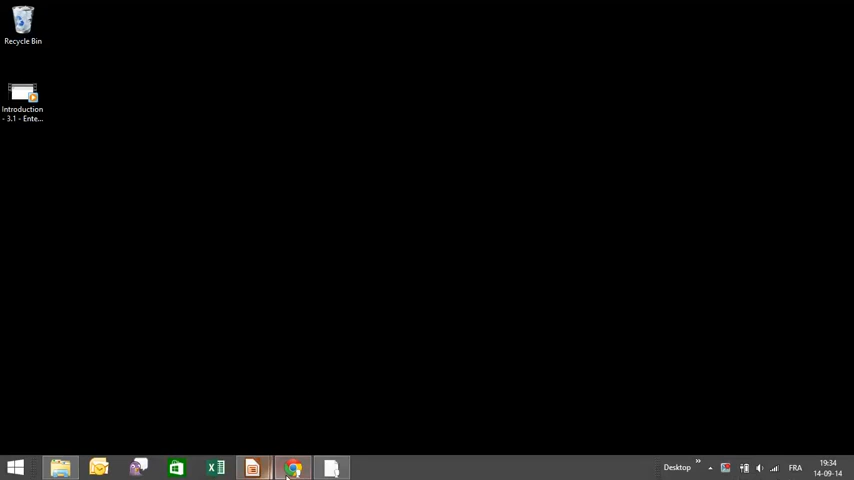 Recycle Bin
Introduction
- 3.1 - Ente...
Desktop
FRA
19:34
14-09-14